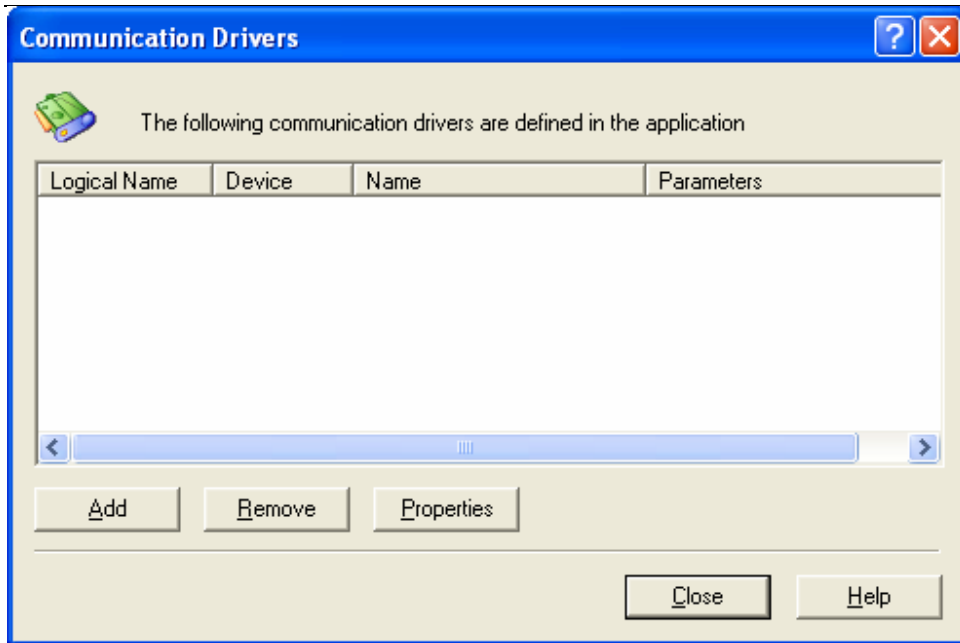 Communication Drivers
The following communication drivers are defined in the application
Logical Name Device Name Parameters
Add Remove Properties
Close Help